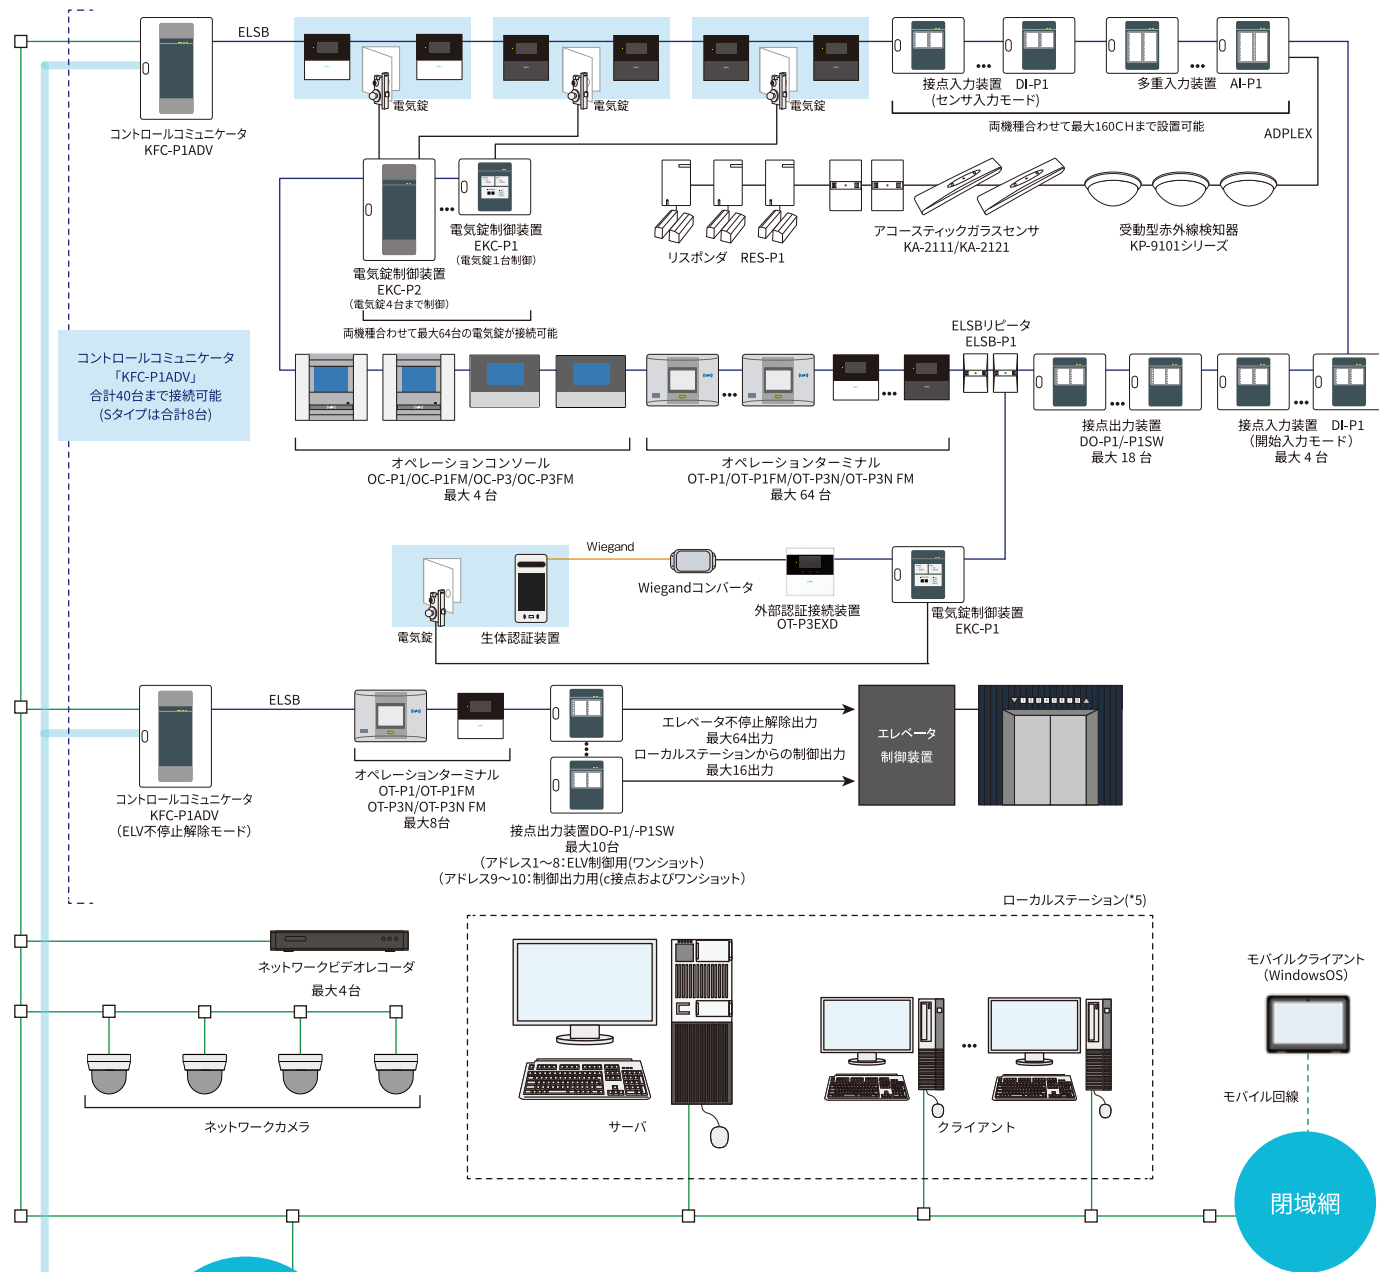 ELSB
コントロールコミュニケータ
KFC-P1ADV
電気錠
電気錠
電気錠
接点入力装置 DI-P1
(センサ入力モード)
多重入力装置 AI-P1
両機種合わせて最大160CHまで設置可能
ADPLEX
電気錠制御装置
EKC-P1
(電気錠1台制御)
電気錠制御装置
EKC-P2
(電気錠4台まで制御)
両機種合わせて最大64台の電気錠が接続可能
リスポンダ RES-P1
アコースティックガラスセンサ
KA-2111/KA-2121
受動型赤外線検知器
KP-9101シリーズ
コントロールコミュニケータ
「KFC-P1ADV」
合計40台まで接続可能
(Sタイプは合計8台)
オペレーションコンソール
OC-P1/OC-P1FM/OC-P3/OC-P3FM
最大 4 台
オペレーションターミナル
OT-P1/OT-P1FM/OT-P3N/OT-P3N FM
最大 64 台
ELSBリピータ
ELSB-P1
接点出力装置
DO-P1/-P1SW
最大 18 台
接点入力装置 DI-P1
(開始入力モード)
最大 4 台
Wiegand
電気錠
生体認証装置
Wiegandコンバータ
外部認証接続装置
OT-P3EXD
電気錠制御装置
EKC-P1
ELSB
コントロールコミュニケータ
KFC-P1ADV
(ELV不停止解除モード)
オペレーションターミナル
OT-P1/OT-P1FM
OT-P3N/OT-P3N FM
最大8台
接点出力装置DO-P1/-P1SW
最大10台
(アドレス1～8:ELV制御用(ワンショット)
(アドレス9～10:制御出力用(c接点およびワンショット)
エレベータ不停止解除出力
最大64出力
ローカルステーションからの制御出力
最大16出力
エレベータ
制御装置
ローカルステーション(*5)
ネットワークビデオレコーダ
最大4台
ネットワークカメラ
サーバ
クライアント
モバイルクライアント
(WindowsOS)
モバイル回線
閉域網